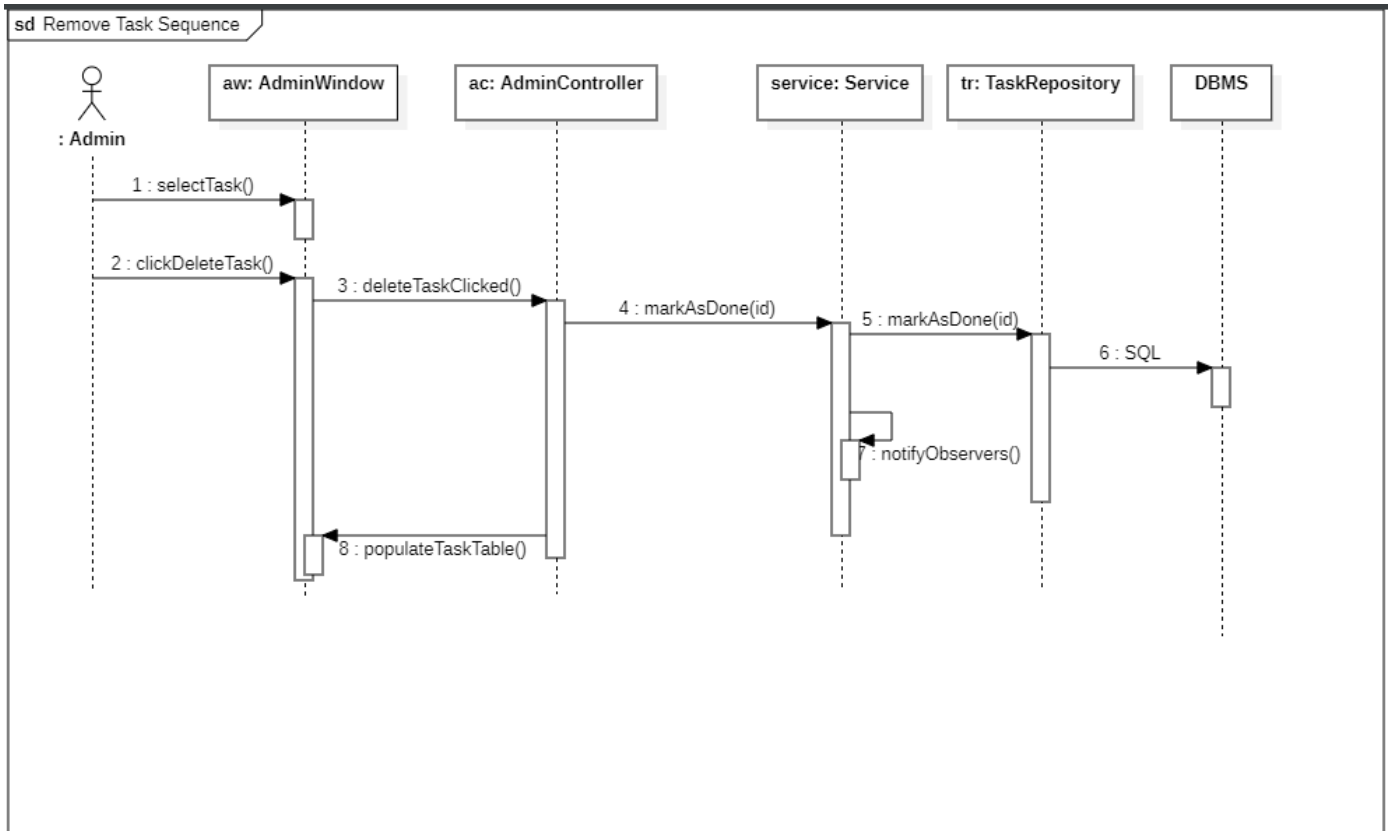 sd Remove Task Sequence
aw: AdminWindow
ac: AdminController
service: Service
tr: TaskRepository
DBMS
: Admin
1 : selectTask()
2 : clickDeleteTask()
3 : deleteTaskClicked()
4 : markAsDone(id)
5 : markAsDone(id)
6 : SQL
7 : notifyObservers()
8 : populateTaskTable()